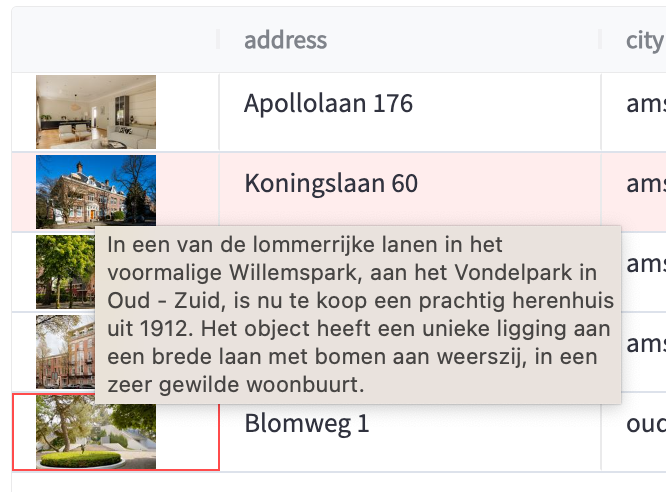 address city
Apollolaan 176 ams
Koningslaan 60 ams
In een van de lommerrijke lanen in het
voormalige Willemspark, aan het Vondelpark in
Oud - Zuid, is nu te koop een prachtig herenhuis
uit 1912. Het object heeft een unieke ligging aan
een brede laan met bomen aan weerszij, in een
zeer gewilde woonbuurt.
ams
ams
Blomweg 1 oud